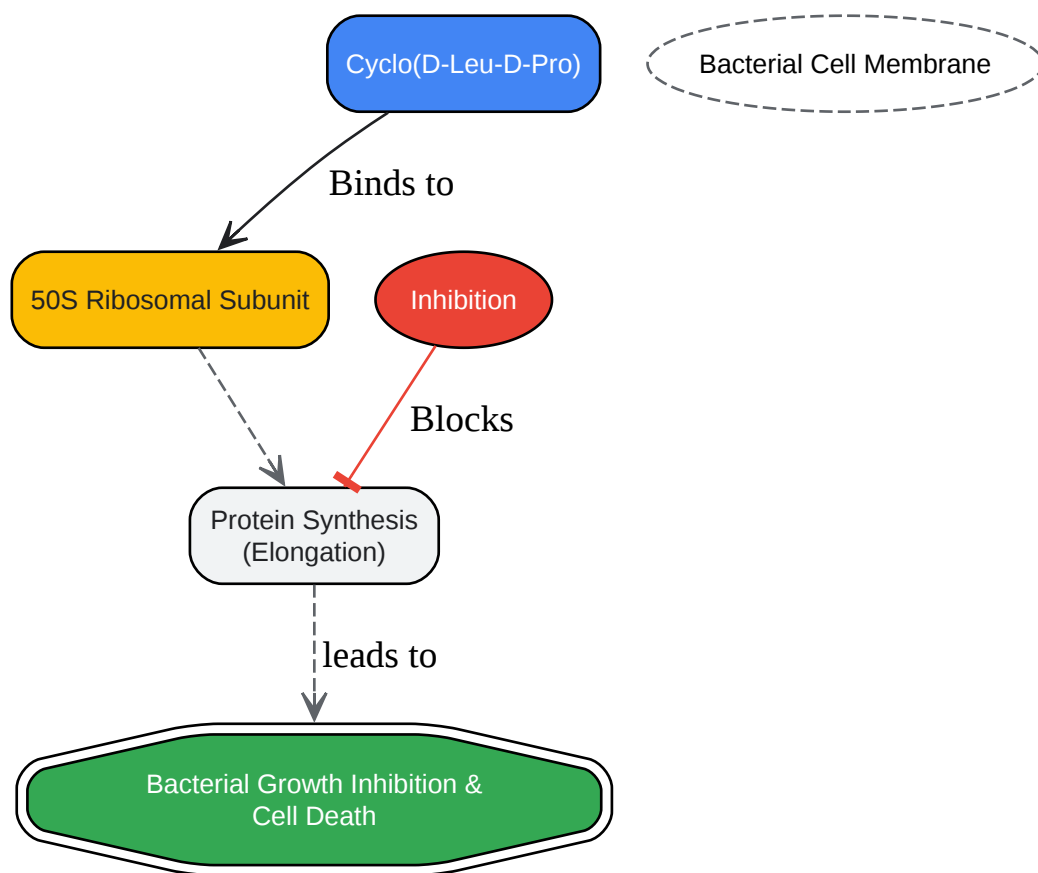 Cyclo(D-Leu-D-Pro)
Bacterial Cell Membrane
Binds to
50S Ribosomal Subunit
Inhibition
Blocks
Protein Synthesis
(Elongation)
leads to
Bacterial Growth Inhibition &
Cell Death